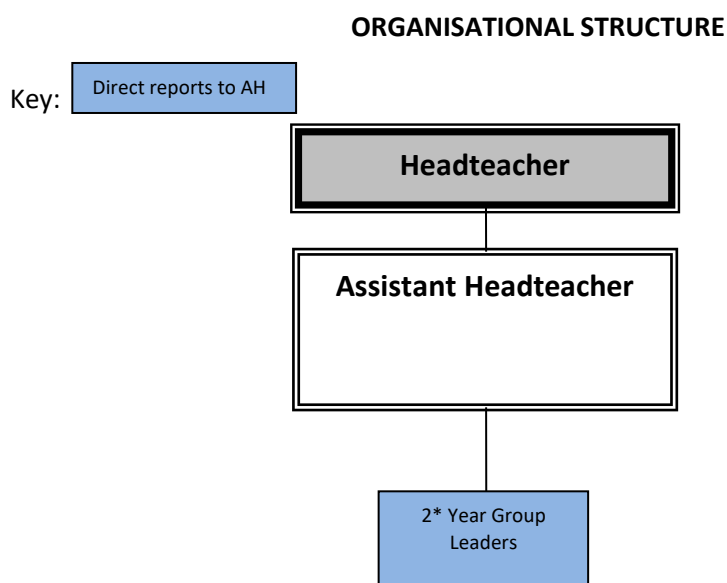 ORGANISATIONAL STRUCTURE
Key:
Direct reports to AH
Headteacher
Assistant Headteacher
2* Year Group
Leaders